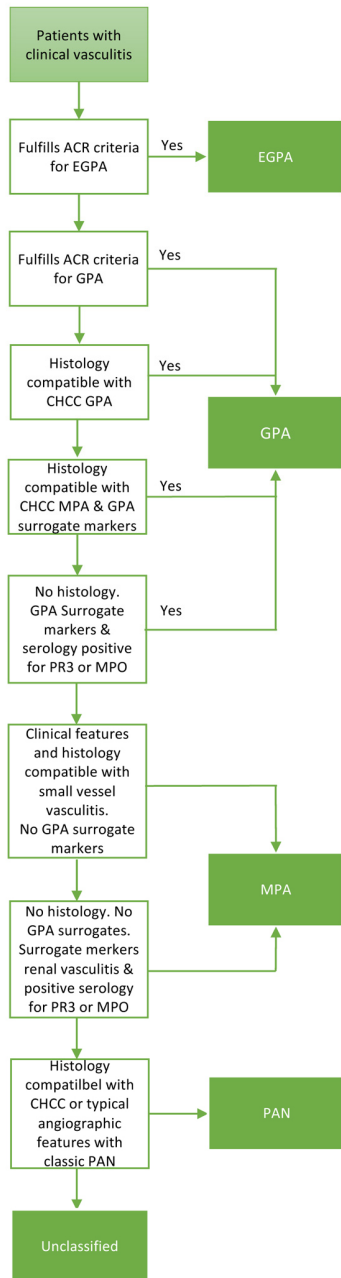 Patients with
clinical vasculitis
Fulfills ACR criteria
for EGPA
Yes
EGPA
Fulfills ACR criteria
for GPA
Yes
Histology
compatible with
CHCC GPA
Yes
GPA
Histology
compatible with
CHCC MPA & GPA
surrogate markers
Yes
No histology.
GPA Surrogate
markers &
serology positive
for PR3 or MPO
Yes
Clinical features
and histology
compatible with
small vessel
vasculitis.
No GPA surrogate
markers
MPA
No histology. No
GPA surrogates.
Surrogate merkers
renal vasculitis &
positive serology
for PR3 or MPO
Histology
compatilbel with
CHCC or typical
angiographic
features with
classic PAN
PAN
Unclassified